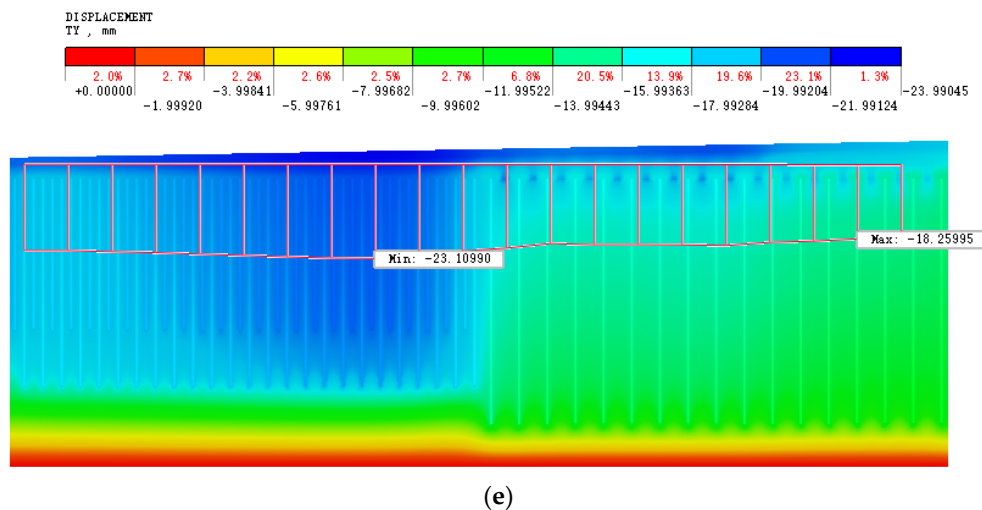 DISPLACEMENT
TY , mm
2.0% 2.7% 2.2% 2.6% 2.5% 2.7% 6.8% 20.5% 13.9% 19.6% 23.1% 1.3%
+0.00000 -3.99841 -7.99682 -11.99522 -15.99363 -19.99204 -23.99045
-1.99920 -5.99761 -9.99602 -13.99443 -17.99284 -21.99124
Max: -18.25995
Min: -23.10990
(e)